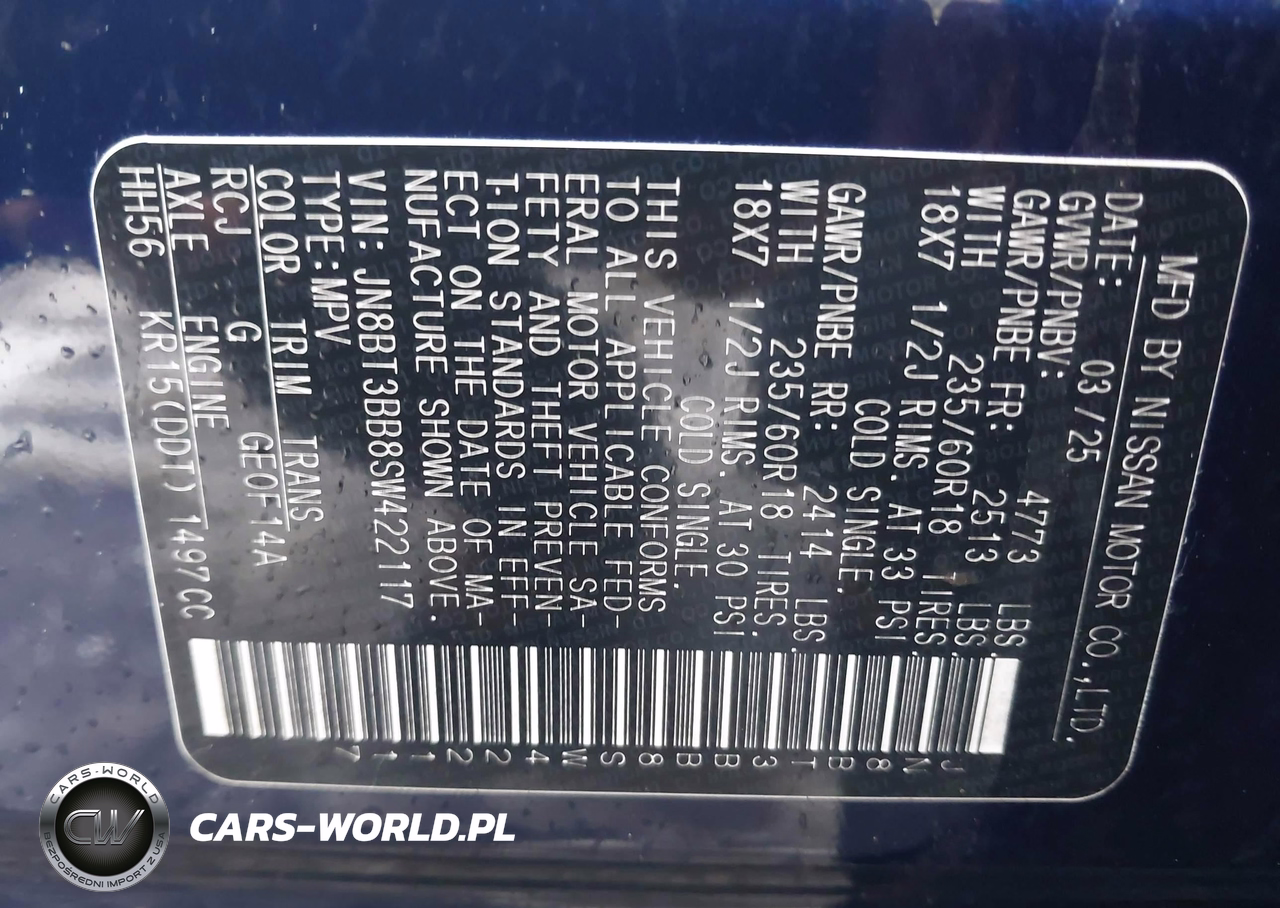 MFD BY NISSAN MOTOR CO.,LTD.
DATE: 03/25
GVWR/PNBV: 4773 LBS.
GAWR/PNBE FR: 2513 LBS.
WITH 235/60R18 TIRES.
18X7 1/2J RIMS. AT 33 PSI
COLD SINGLE.
GAWR/PNBE RR: 2414 LBS.
WITH 235/60R18 TIRES.
18X7 1/2J RIMS. AT 30 PSI
COLD SINGLE.
THIS VEHICLE CONFORMS
TO ALL APPLICABLE FED-
ERAL MOTOR VEHICLE SA-
FETY AND THEFT PREVEN-
TION STANDARDS IN EFF-
ECT ON THE DATE OF MA-
NUFACTURE SHOWN ABOVE.
VIN: JN8BT3BB8SW422117
TYPE:MPV
COLOR TRIM TRANS
RCJ G GE0F14A
AXLE ENGINE
HH56 KR15(DDT) 1497CC
JN8BT3BB8SW422117
CARS-WORLD
CW
BEZPOŚREDNI IMPORT Z USA
CARS-WORLD.PL